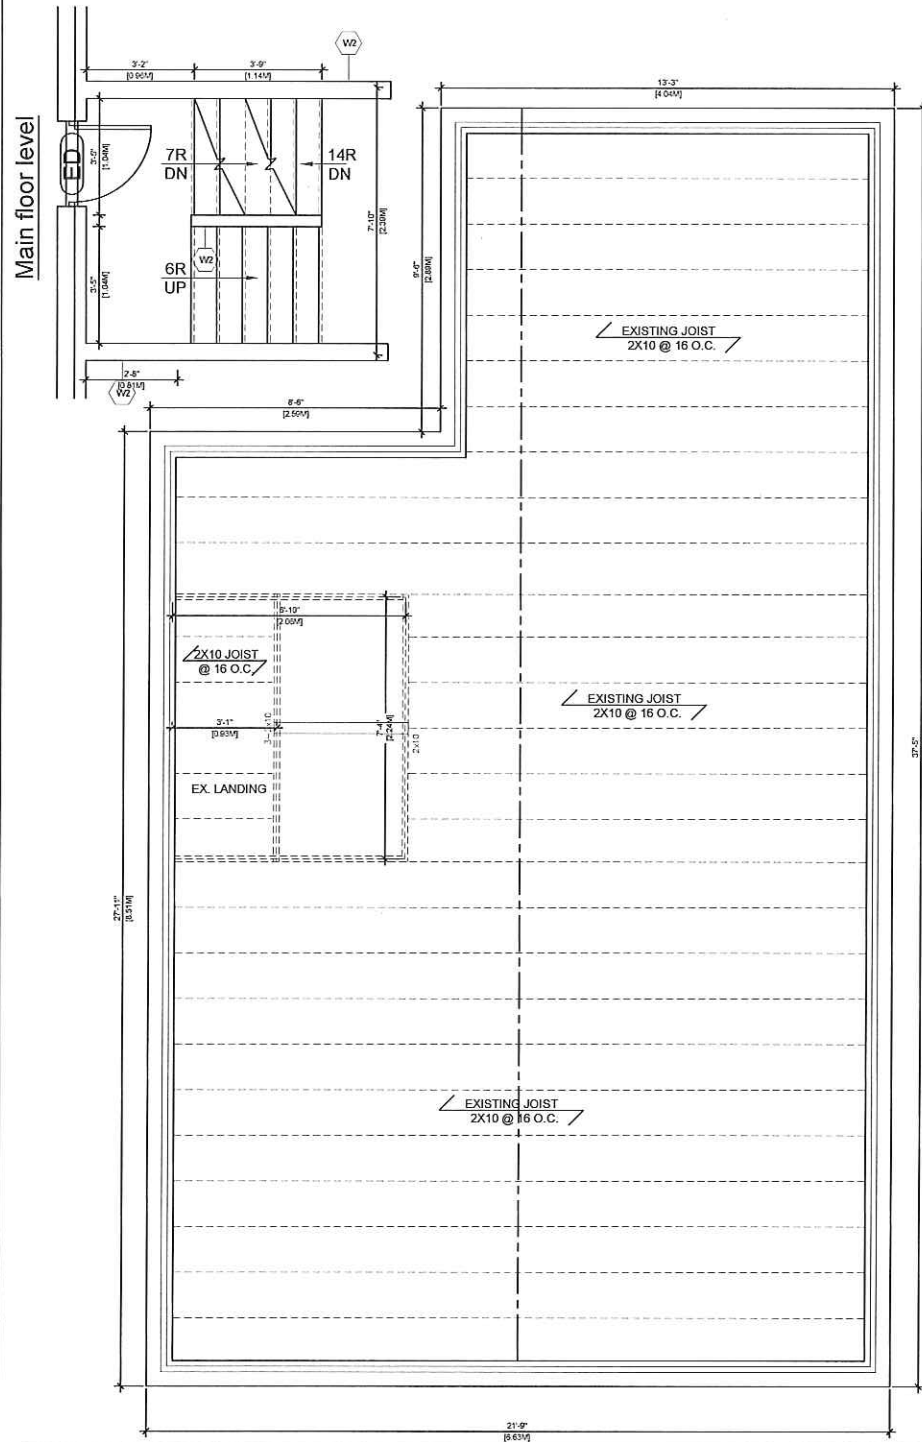 Main floor level
3'-2"
[0.96M]
3'-9"
[1.14M]
W2
ED
3'-5"
[1.04M]
7R
DN
14R
DN
7'-10"
[2.39M]
W2
6R
UP
3'-5"
[1.04M]
2'-8"
[0.81M]
W2
13'-3"
[4.04M]
9'-6"
[2.89M]
8'-6"
[2.59M]
EXISTING JOIST
2X10 @ 16 O.C.
6'-10"
[2.08M]
2X10 JOIST
@ 16 O.C.
3'-1"
[0.93M]
7'-4"
[2.24M]
2x10
EX. LANDING
EXISTING JOIST
2X10 @ 16 O.C.
37'-5"
27'-11"
[8.51M]
EXISTING JOIST
2X10 @ 16 O.C.
21'-9"
[6.63M]